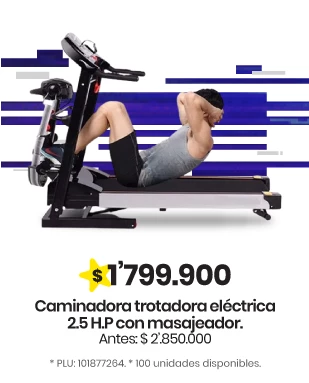 $1'799.900
Caminadora trotadora eléctrica
2.5 H.P con masajeador.
Antes: $ 2'850.000
* PLU: 101877264. * 100 unidades disponibles.